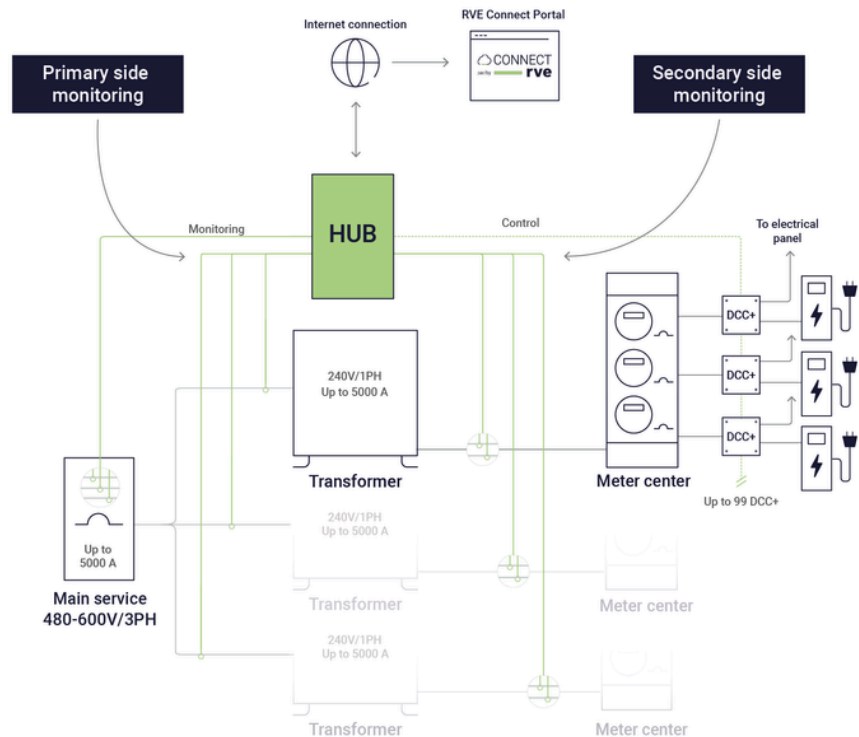 RVE Connect Portal
Internet connection
CONNECT
rve
Primary side
monitoring
Secondary side
monitoring
HUB
Monitoring
Control
To electrical
panel
DCC+
DCC+
DCC+
Up to 99 DCC+
240V/1PH
Up to 5000 A
Transformer
Meter center
Up to
5000 A
Main service
480-600V/3PH
240V/1PH
Up to 5000 A
Transformer
Meter center
240V/1PH
Up to 5000 A
Transformer
Meter center